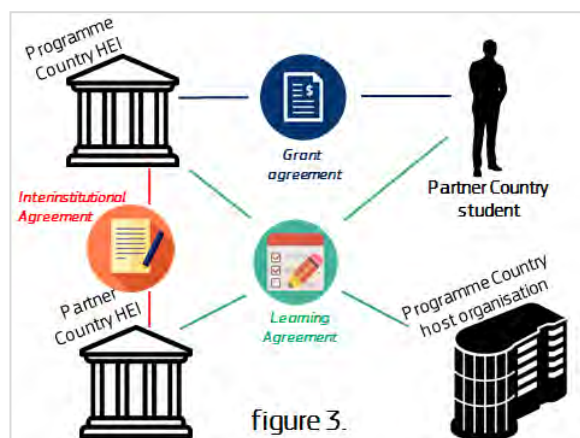 Programme
Country HEI
$
Grant
agreement
Partner Country
student
Interinstitutional
Agreement
Partner
Country HEI
Learning
Agreement
Programme Country
host organisation
figure 3.